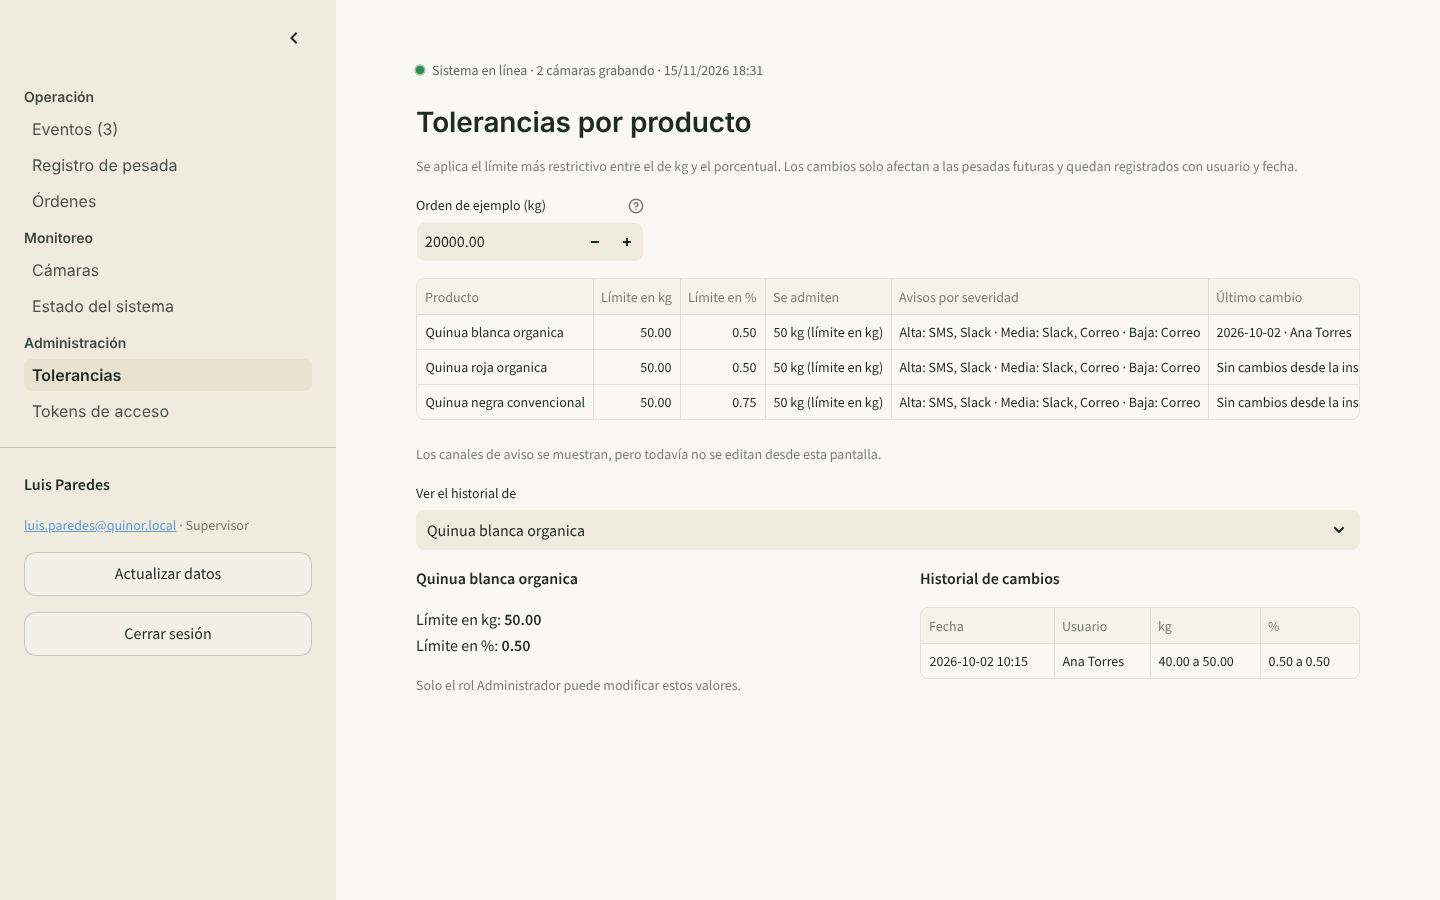 Operación
Eventos (3)
Registro de pesada
Órdenes
Monitoreo
Cámaras
Estado del sistema
Administración
Tolerancias
Tokens de acceso
Luis Paredes
luis.paredes@quinor.local · Supervisor
Actualizar datos
Cerrar sesión
Sistema en línea · 2 cámaras grabando · 15/11/2026 18:31
Tolerancias por producto
Se aplica el límite más restrictivo entre el de kg y el porcentual. Los cambios solo afectan a las pesadas futuras y quedan registrados con usuario y fecha.
Orden de ejemplo (kg)
20000.00
Producto Límite en kg Límite en % Se admiten Avisos por severidad Último cambio
Quinua blanca organica 50.00 0.50 50 kg (límite en kg) Alta: SMS, Slack · Media: Slack, Correo · Baja: Correo 2026-10-02 · Ana Torres
Quinua roja organica 50.00 0.50 50 kg (límite en kg) Alta: SMS, Slack · Media: Slack, Correo · Baja: Correo Sin cambios desde la ins
Quinua negra convencional 50.00 0.75 50 kg (límite en kg) Alta: SMS, Slack · Media: Slack, Correo · Baja: Correo Sin cambios desde la ins
Los canales de aviso se muestran, pero todavía no se editan desde esta pantalla.
Ver el historial de
Quinua blanca organica
Quinua blanca organica
Límite en kg: 50.00
Límite en %: 0.50
Solo el rol Administrador puede modificar estos valores.
Historial de cambios
Fecha Usuario kg %
2026-10-02 10:15 Ana Torres 40.00 a 50.00 0.50 a 0.50